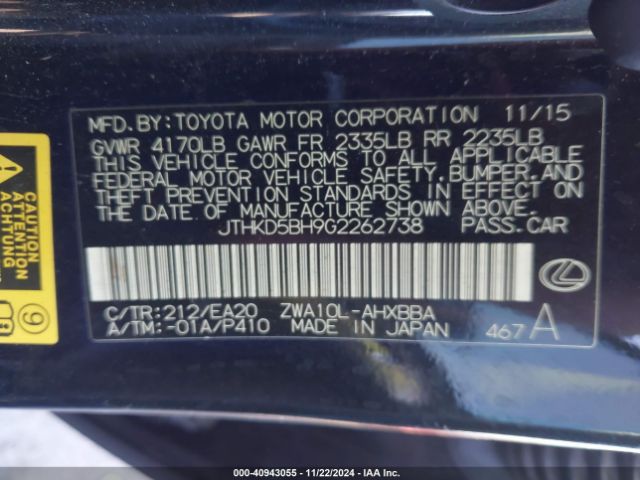 MFD.BY:TOYOTA MOTOR CORPORATION 11/15
GVWR 4170LB GAWR FR 2335LB RR 2235LB
THIS VEHICLE CONFORMS TO ALL APPLICABLE
FEDERAL MOTOR VEHICLE SAFETY,BUMPER,AND
THEFT PREVENTION STANDARDS IN EFFECT ON
THE DATE OF MANUFACTURE SHOWN ABOVE.
JTHKD5BH9G2262738 PASS.CAR
C/TR:212/EA20 ZWA10L-AHXBBA
A/TM:-01A/P410 MADE IN JAPAN 467A
ACHTUNG
9
000-40943055 - 11/22/2024 - IAA Inc.